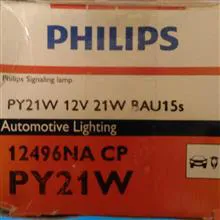 PHILIPS
Philips Signaling lamp
PY21W 12V 21W BAU15s
Automotive Lighting
12496NA CP
PY21W